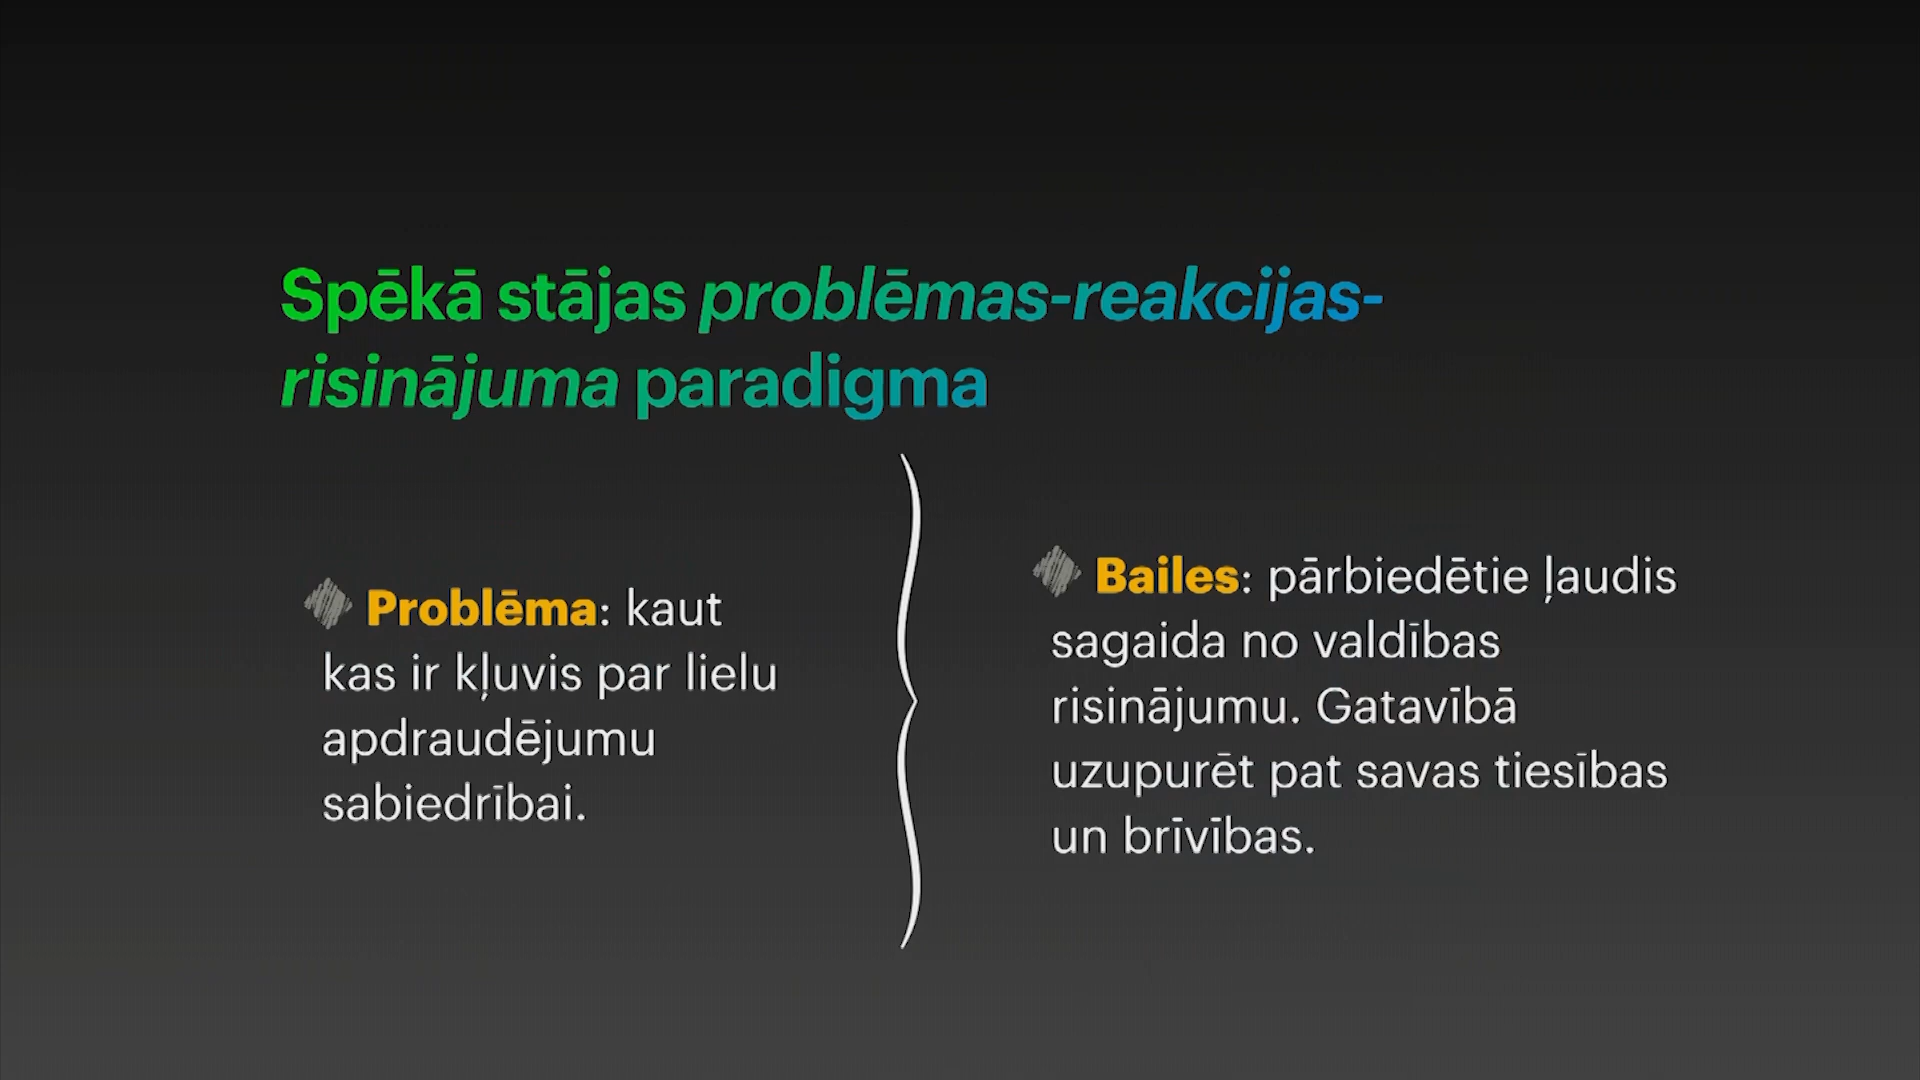 Spēkā stājas problēmas-reakcijas-
risinājuma paradigma
Problēma: kaut
kas ir kļuvis par lielu
apdraudējumu
sabiedrībai.
Bailes: pārbiedētie ļaudis
sagaida no valdības
risinājumu. Gatavībā
uzupurēt pat savas tiesības
un brīvības.